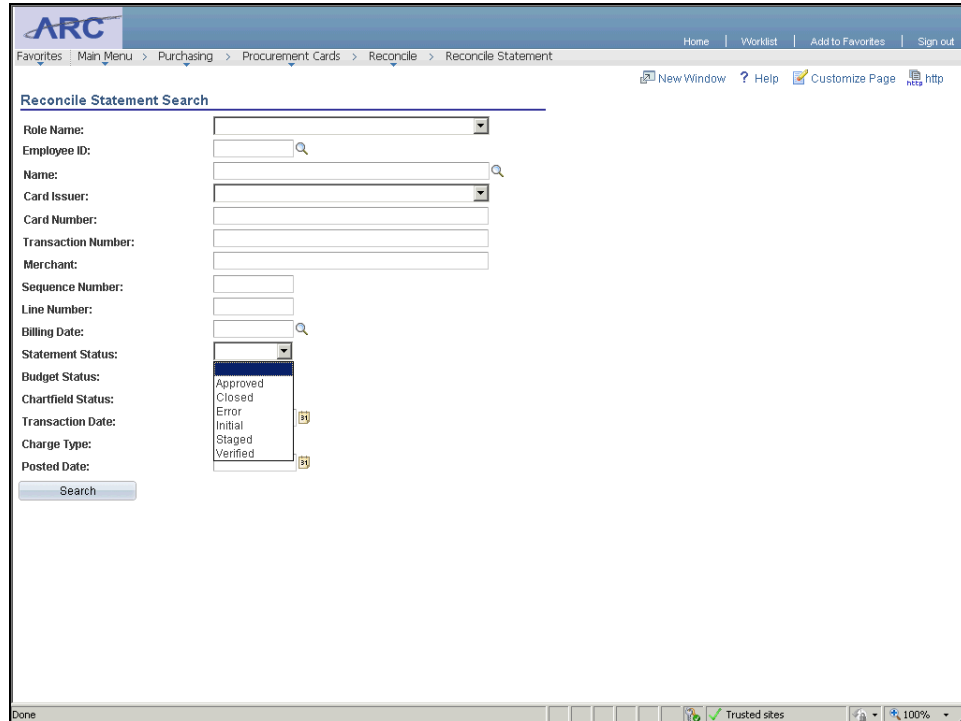 ARC
Home | Worklist | Add to Favorites | Sign out
Favorites Main Menu > Purchasing > Procurement Cards > Reconcile > Reconcile Statement
New Window ? Help Customize Page http
Reconcile Statement Search
Role Name:
Employee ID:
Name:
Card Issuer:
Card Number:
Transaction Number:
Merchant:
Sequence Number:
Line Number:
Billing Date:
Statement Status:
Budget Status:
Approved
Chartfield Status:
Closed
Error
Transaction Date:
31
Initial
Charge Type:
Staged
Verified
Posted Date:
31
Search
Done
Trusted sites
100%